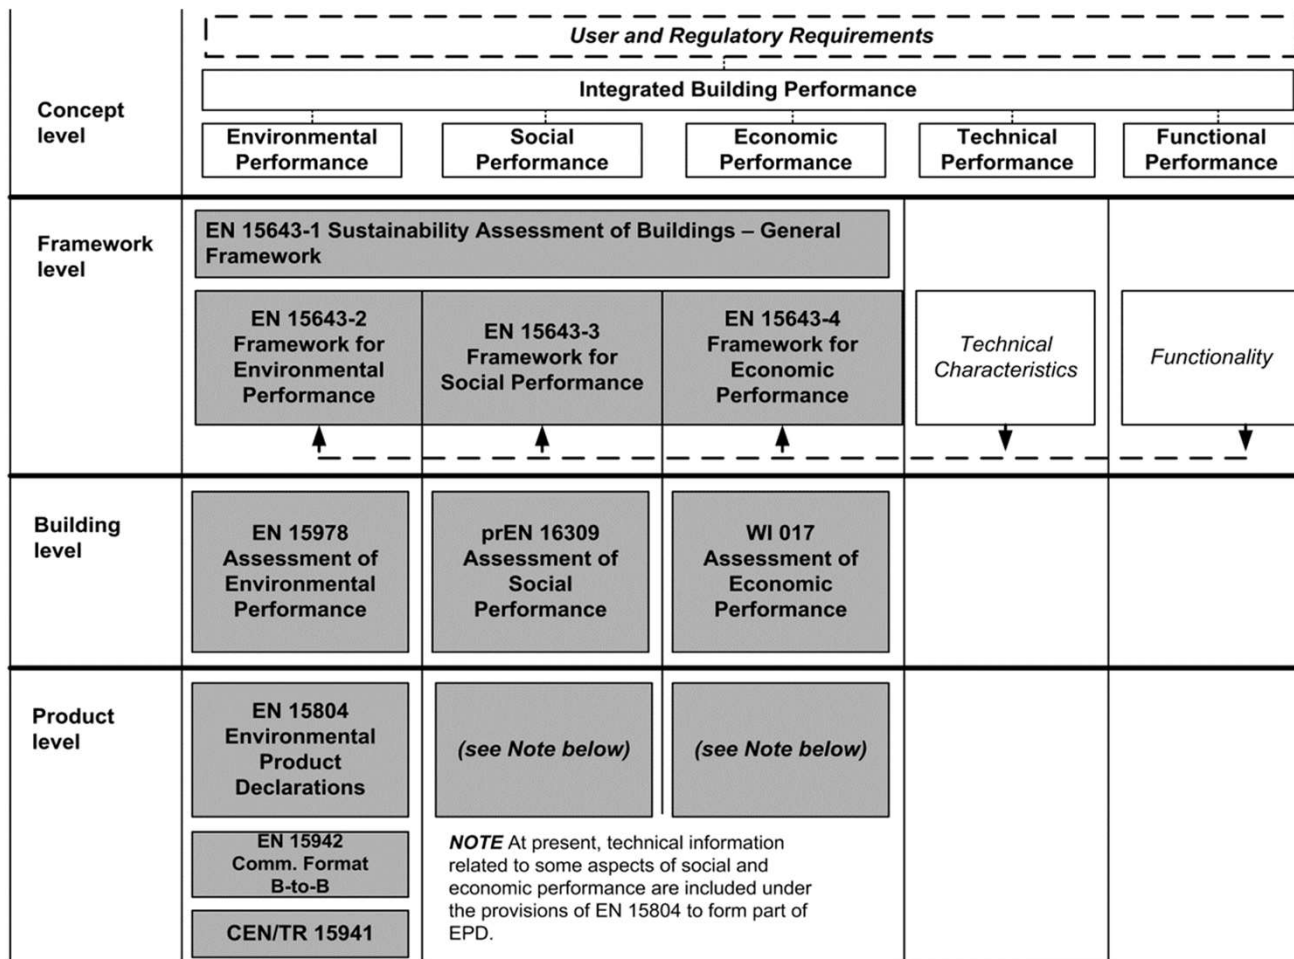 User and Regulatory Requirements
Concept
level
Integrated Building Performance
Environmental
Performance
Social
Performance
Economic
Performance
Technical
Performance
Functional
Performance
Framework
level
EN 15643-1 Sustainability Assessment of Buildings – General
Framework
EN 15643-2
Framework for
Environmental
Performance
EN 15643-3
Framework for
Social Performance
EN 15643-4
Framework for
Economic
Performance
Technical
Characteristics
Functionality
Building
level
EN 15978
Assessment of
Environmental
Performance
prEN 16309
Assessment of
Social
Performance
WI 017
Assessment of
Economic
Performance
Product
level
EN 15804
Environmental
Product
Declarations
(see Note below)
(see Note below)
EN 15942
Comm. Format
B-to-B
CEN/TR 15941
NOTE At present, technical information
related to some aspects of social and
economic performance are included under
the provisions of EN 15804 to form part of
EPD.